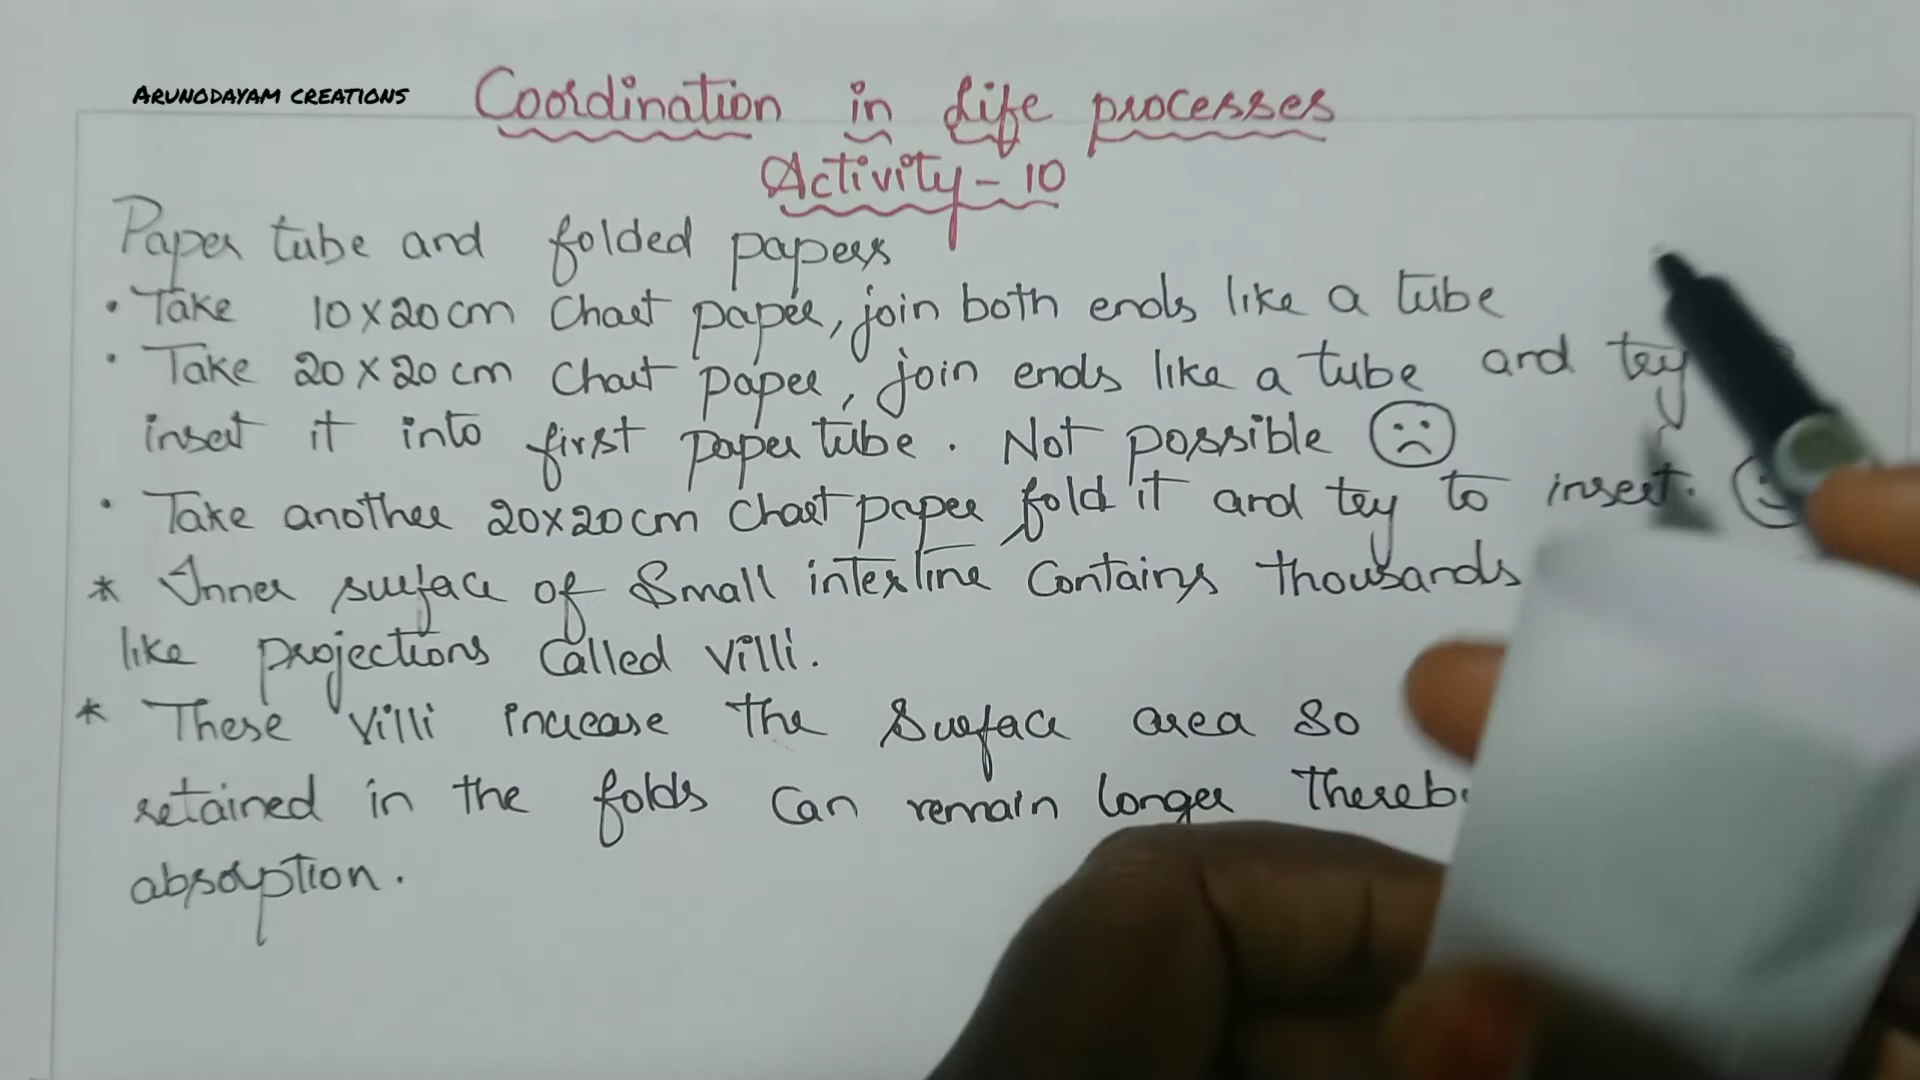 ARUNODAYAM CREATIONS
Coordination in Life processes
Activity - 10
Paper tube and folded papers
• Take 10x20cm Chart paper, join both ends like a tube
• Take 20x20cm Chart paper, join ends like a tube and try
insert it into first paper tube. Not possible ☹
• Take another 20x20cm Chart paper fold it and try to insert.
* Inner surface of Small intestine Contains thousands
like projections Called Villi.
* These Villi increase the Surface area So
retained in the folds Can remain longer
absorption.